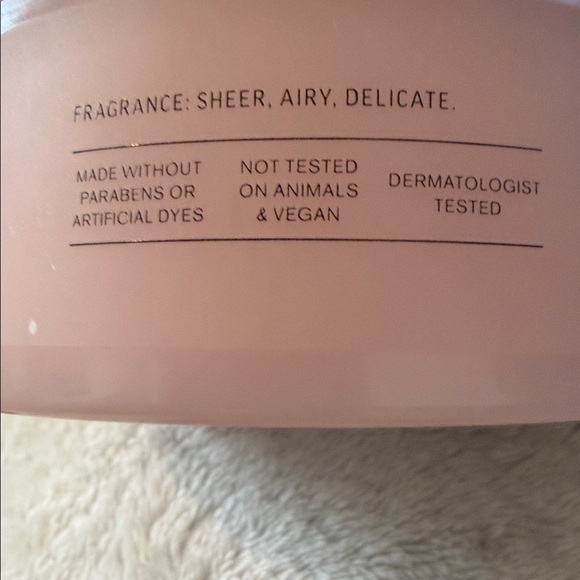 FRAGRANCE: SHEER, AIRY, DELICATE.
MADE WITHOUT
PARABENS OR
ARTIFICIAL DYES
NOT TESTED
ON ANIMALS
& VEGAN
DERMATOLOGIST
TESTED